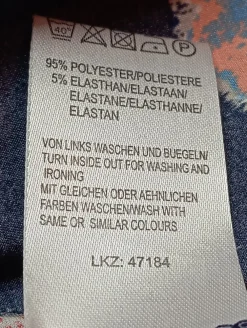 40°
P
95% POLYESTER/POLIESTERE
5% ELASTHAN/ELASTAAN/
ELASTANE/ELASTHANNE/
ELASTAN
VON LINKS WASCHEN UND BUEGELN/
TURN INSIDE OUT FOR WASHING AND
IRONING
MIT GLEICHEN ODER AEHNLICHEN
FARBEN WASCHEN/WASH WITH
SAME OR SIMILAR COLOURS
LKZ: 47184